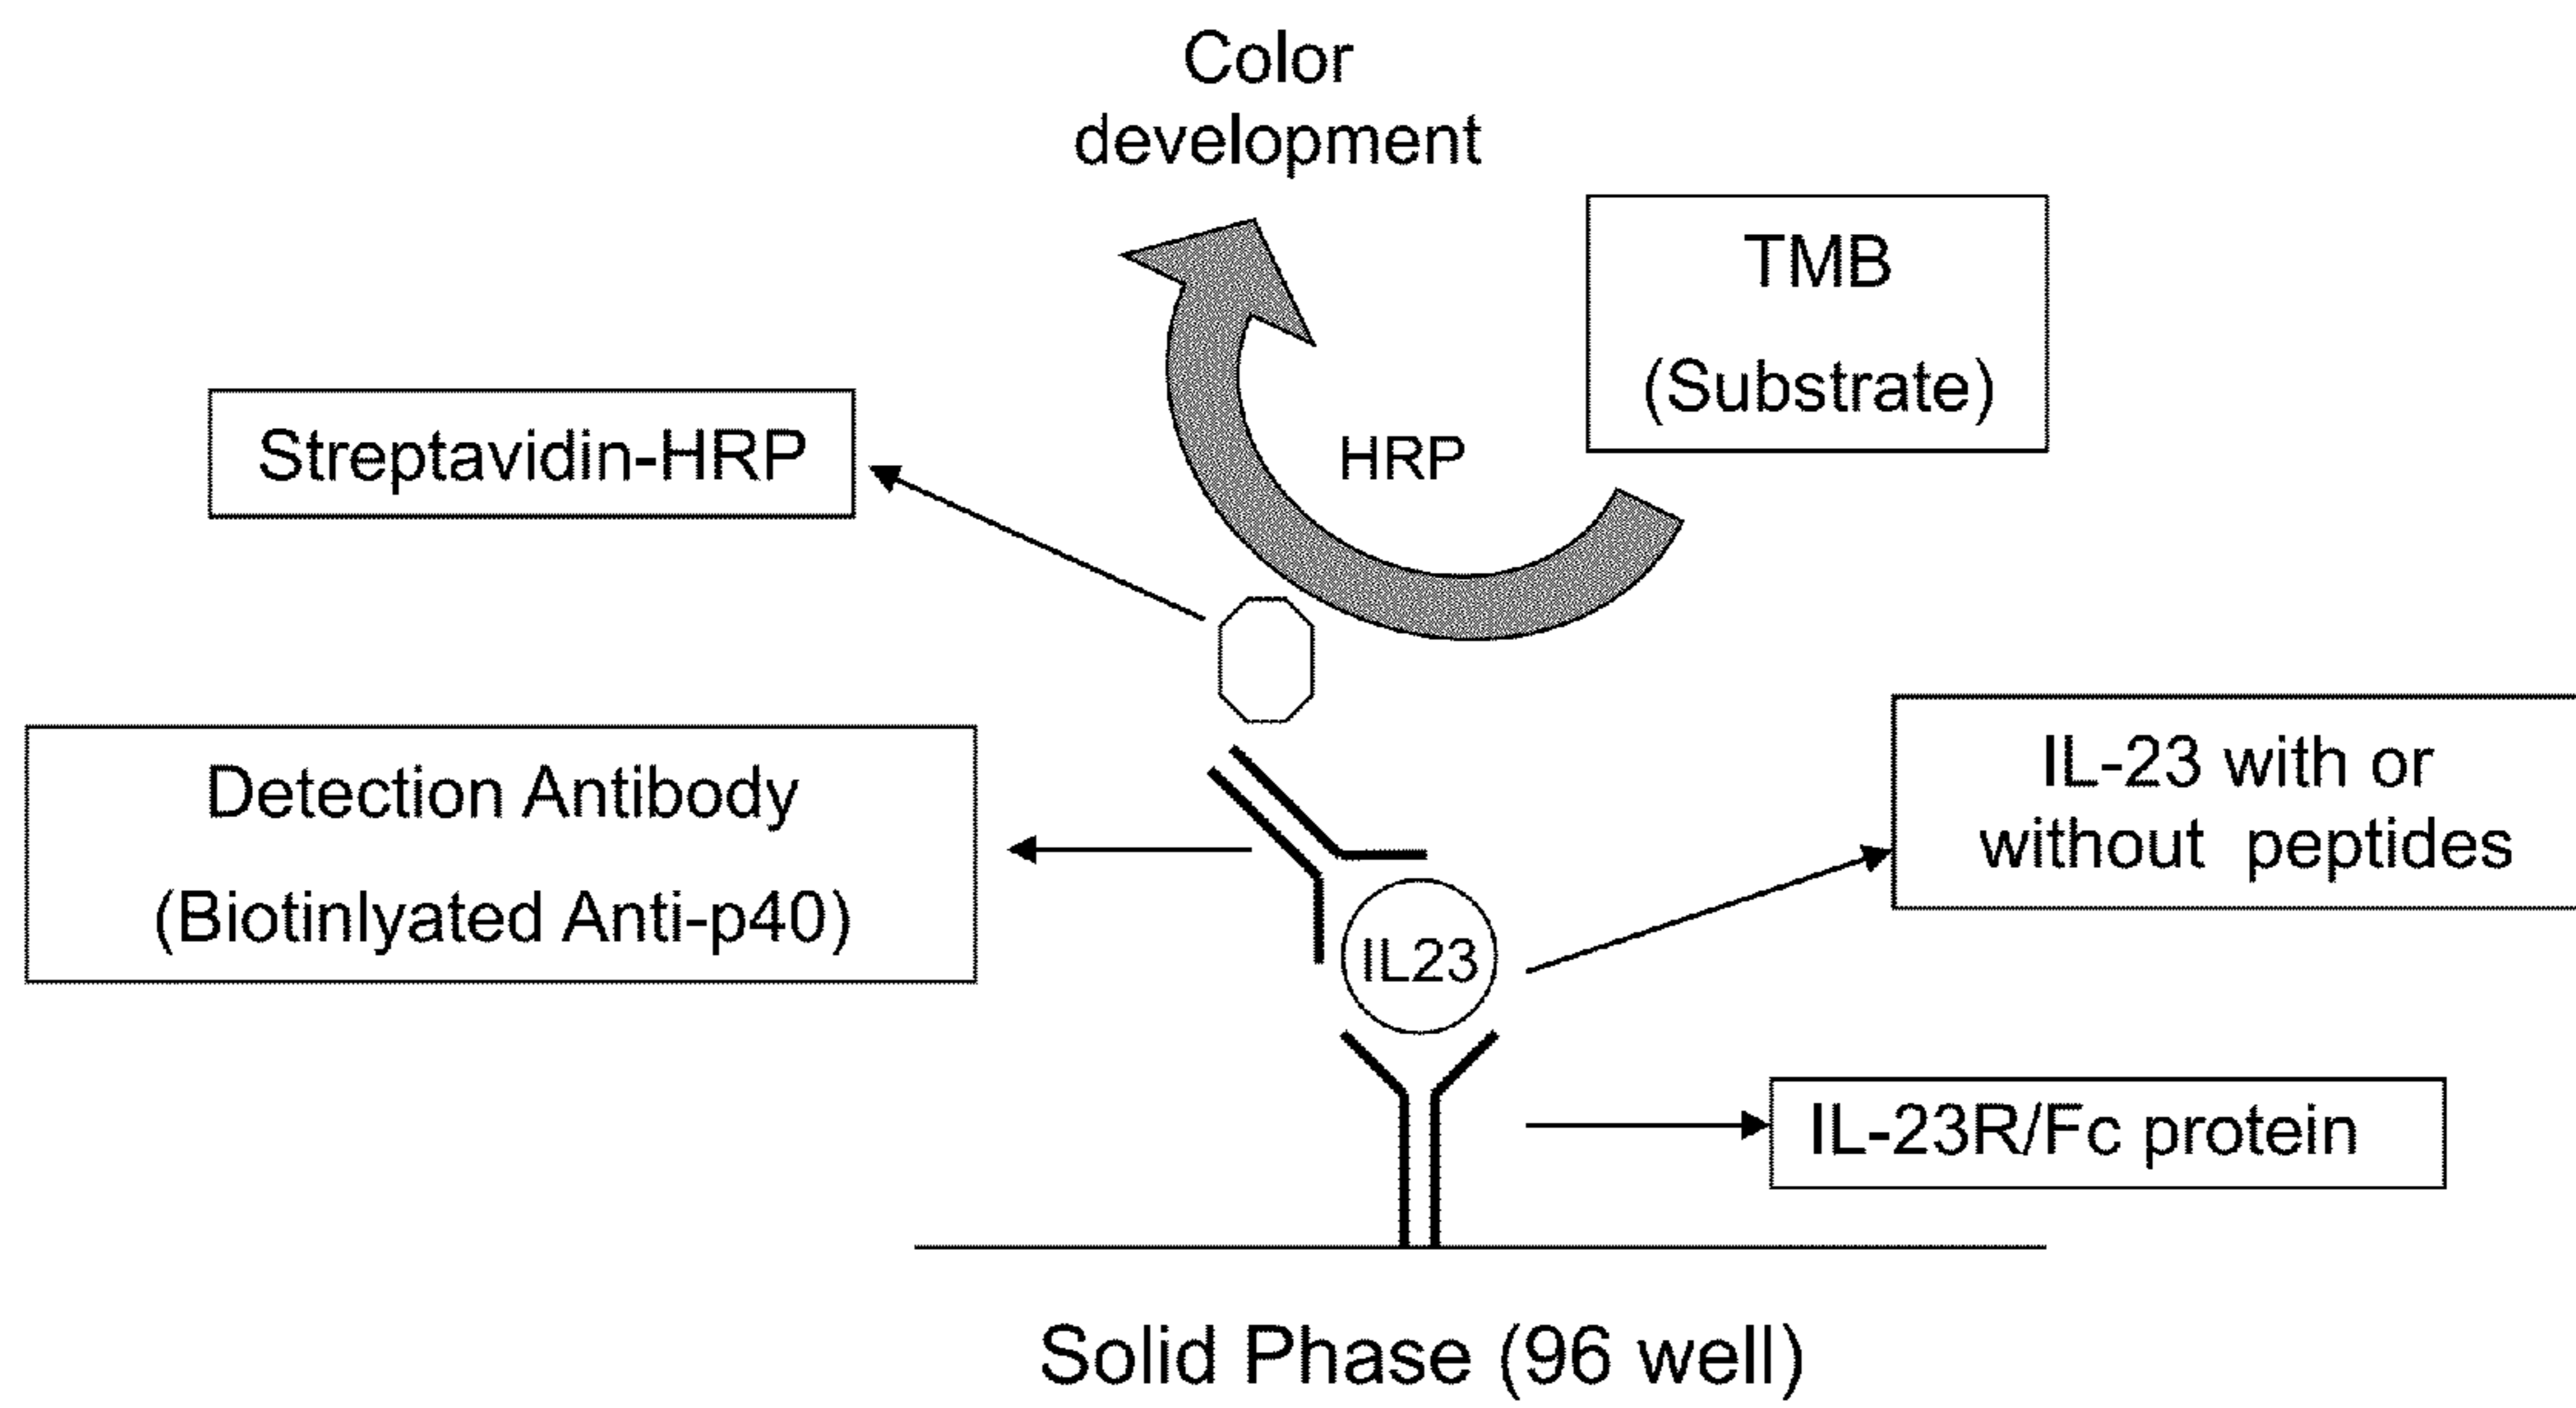 Color
development
TMB
(Substrate)
HRP
Streptavidin-HRP
Detection Antibody
(Biotinlyated Anti-p40)
IL-23 with or
without peptides
IL23
IL-23R/Fc protein
Solid Phase (96 well)